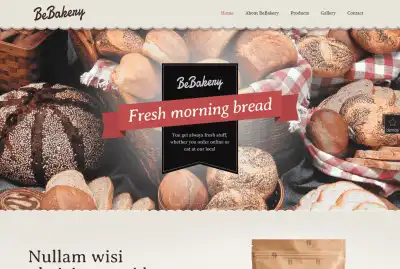 BeBakery
Home About BeBakery Products Gallery Contact
BeBakery
Fresh morning bread
You get always fresh stuff,
whether you order online or
eat at our local
Nullam wisi